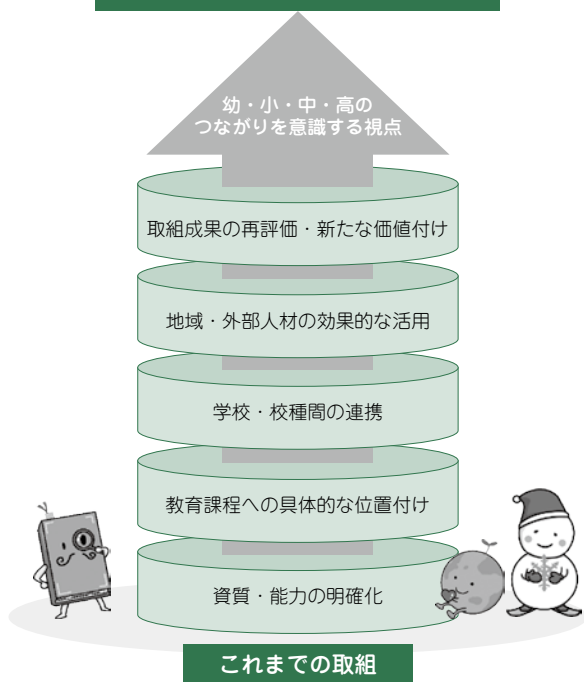 幼・小・中・高の
つながりを意識する視点
取組成果の再評価・新たな価値付け
地域・外部人材の効果的な活用
学校・校種間の連携
教育課程への具体的な位置付け
資質・能力の明確化
これまでの取組